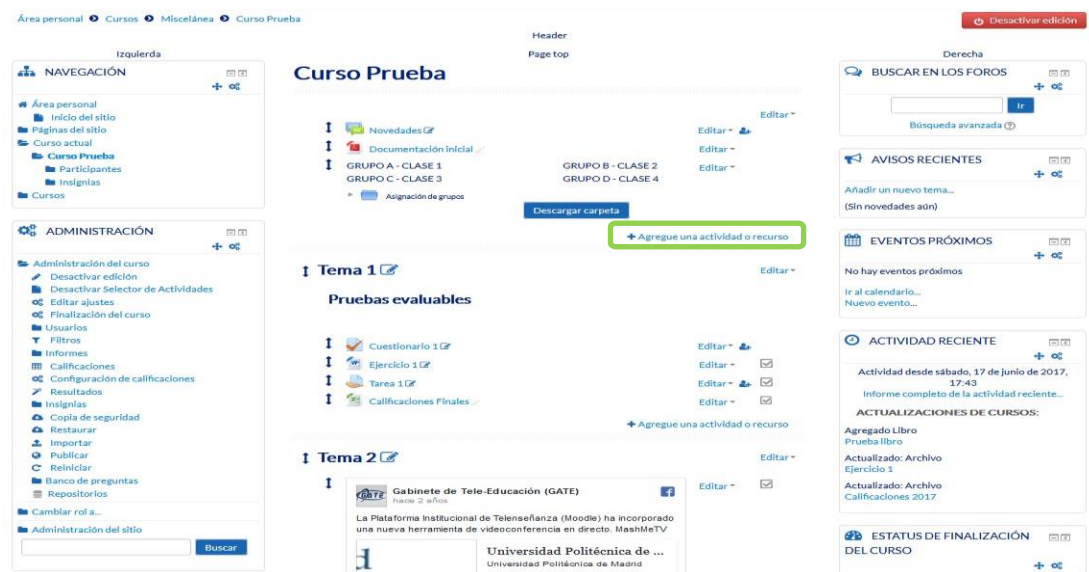 Área personal Cursos Miscelánea Curso Prueba
Desactivar edición
Header
Izquierda
Page top
Derecha
NAVEGACIÓN
Área personal
Inicio del sitio
Páginas del sitio
Curso actual
Curso Prueba
Participantes
Insignias
Cursos
ADMINISTRACIÓN
Administración del curso
Desactivar edición
Desactivar Selector de Actividades
Editar ajustes
Finalización del curso
Usuarios
Filtros
Informes
Calificaciones
Configuración de calificaciones
Resultados
Insignias
Copia de seguridad
Restaurar
Importar
Publicar
Reiniciar
Banco de preguntas
Repositorios
Cambiar rol a...
Administración del sitio
Buscar
Curso Prueba
Editar
Novedades Editar
Documentación inicial Editar
GRUPO A - CLASE 1 GRUPO B - CLASE 2 Editar
GRUPO C - CLASE 3 GRUPO D - CLASE 4
Asignación de grupos
Descargar carpeta
+ Agregue una actividad o recurso
Tema 1 Editar
Pruebas evaluables
Cuestionario 1 Editar
Ejercicio 1 Editar
Tarea 1 Editar
Calificaciones Finales Editar
+ Agregue una actividad o recurso
Tema 2 Editar
Editar
GATE
Gabinete de Tele-Educación (GATE)
hace 2 años
La Plataforma Institucional de Telenseñanza (Moodle) ha incorporado
una nueva herramienta de videoconferencia en directo. MashMeTV
Universidad Politécnica de ...
Universidad Politécnica de Madrid
BUSCAR EN LOS FOROS
Ir
Búsqueda avanzada
AVISOS RECIENTES
Añadir un nuevo tema...
(Sin novedades aún)
EVENTOS PRÓXIMOS
No hay eventos próximos
Ir al calendario...
Nuevo evento...
ACTIVIDAD RECIENTE
Actividad desde sábado, 17 de junio de 2017,
17:43
Informe completo de la actividad reciente...
ACTUALIZACIONES DE CURSOS:
Agregado Libro
Prueba libro
Actualizado: Archivo
Ejercicio 1
Actualizado: Archivo
Calificaciones 2017
ESTATUS DE FINALIZACIÓN
DEL CURSO